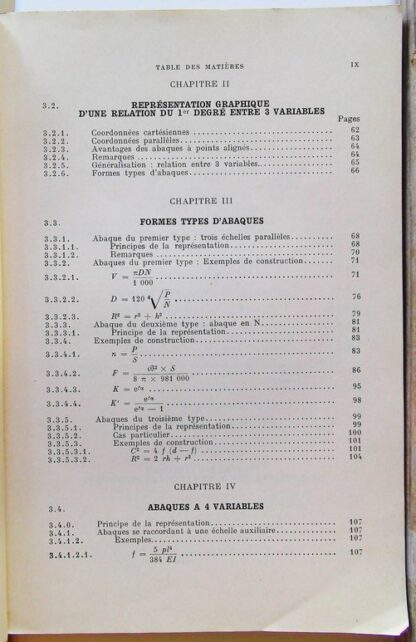 TABLE DES MATIÈRES IX
CHAPITRE II
3.2. REPRÉSENTATION GRAPHIQUE
D'UNE RELATION DU 1er DEGRÉ ENTRE 3 VARIABLES
Pages
3.2.1. Coordonnées cartésiennes 62
3.2.2. Coordonnées parallèles 63
3.2.3. Avantages des abaques à points alignés 64
3.2.4. Remarques 64
3.2.5. Généralisation : relation entre 3 variables 65
3.2.6. Formes types d'abaques 66
CHAPITRE III
3.3. FORMES TYPES D'ABAQUES
3.3.1. Abaque du premier type : trois échelles parallèles 68
3.3.1.1. Principes de la représentation 68
3.3.1.2. Remarques 70
3.3.2. Abaques du premier type : Exemples de construction 71
3.3.2.1. V = πDN / 1 000 71
3.3.2.2. D = 120 ⁴√(P/N) 76
3.3.2.3. R² = r² + h² 79
3.3.3. Abaque du deuxième type : abaque en N 81
3.3.3.1. Principes de la représentation 81
3.3.4. Exemples de construction 83
3.3.4.1. n = P / S 83
3.3.4.2. F = 𝒱² × S / 8 π × 981 000 86
3.3.4.3. K = e^fα 95
3.3.4.4. K' = e^fα / e^fα — 1 98
3.3.5. Abaques du troisième type 99
3.3.5.1. Principes de la représentation 99
3.3.5.2. Cas particulier 100
3.3.5.3. Exemples de construction 101
3.3.5.3.1. C² = 4 f (d — f) 101
3.3.5.3.2. R² = 2 rh + r² 104
CHAPITRE IV
3.4. ABAQUES A 4 VARIABLES
3.4.0. Principe de la représentation 107
3.4.1. Abaques se raccordant à une échelle auxiliaire 107
3.4.1.2. Exemples 107
3.4.1.2.1. f = 5 pl⁴ / 384 EI 107